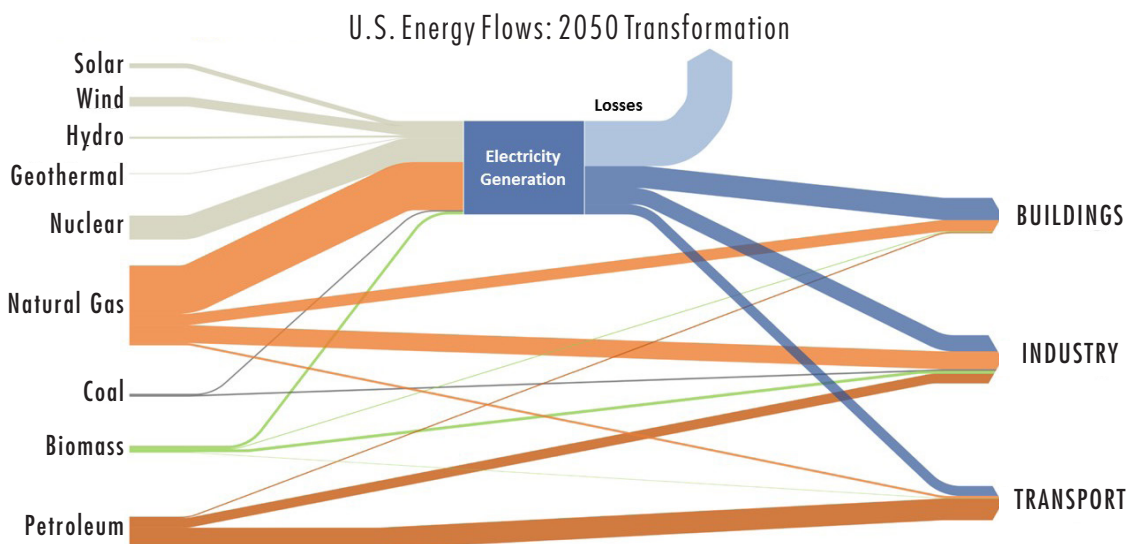 U.S. Energy Flows: 2050 Transformation
Solar
Wind
Hydro
Geothermal
Nuclear
Natural Gas
Coal
Biomass
Petroleum
Losses
Electricity
Generation
BUILDINGS
INDUSTRY
TRANSPORT